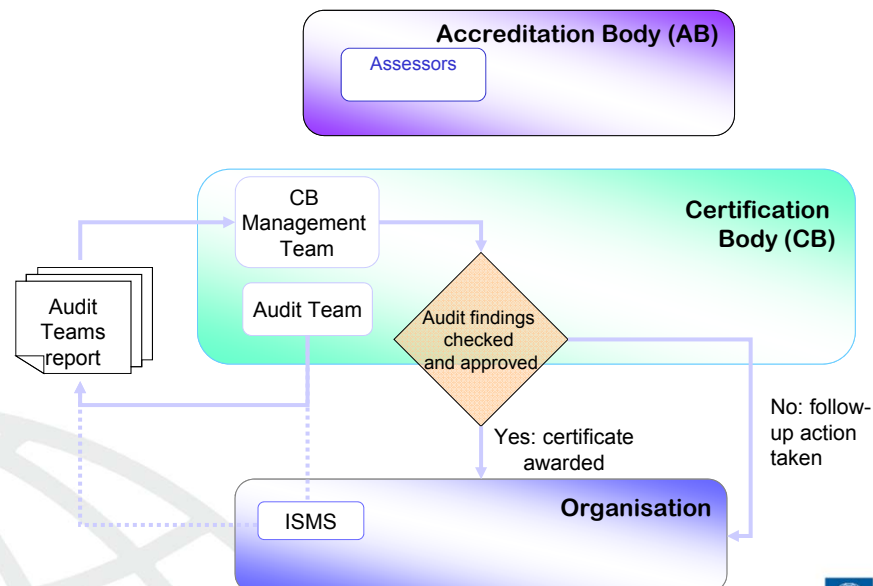 Accreditation Body (AB)
Assessors
CB
Management
Team
Certification
Body (CB)
Audit
Teams
report
Audit Team
Audit findings
checked
and approved
No: follow-
up action
taken
Yes: certificate
awarded
Organisation
ISMS